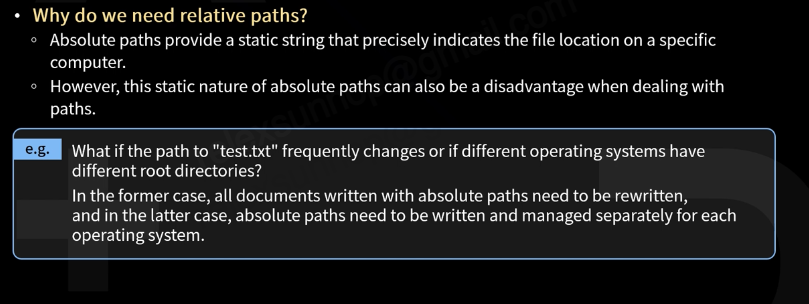 • Why do we need relative paths?
◦ Absolute paths provide a static string that precisely indicates the file location on a specific
computer.
◦ However, this static nature of absolute paths can also be a disadvantage when dealing with
paths.
e.g. What if the path to "test.txt" frequently changes or if different operating systems have
different root directories?
In the former case, all documents written with absolute paths need to be rewritten,
and in the latter case, absolute paths need to be written and managed separately for each
operating system.